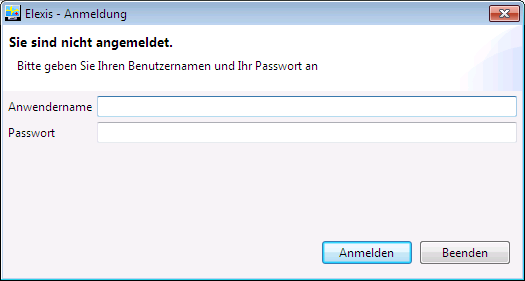 Elexis - Anmeldung
Sie sind nicht angemeldet.
Bitte geben Sie Ihren Benutzernamen und Ihr Passwort an
Anwendername
Passwort
Anmelden Beenden